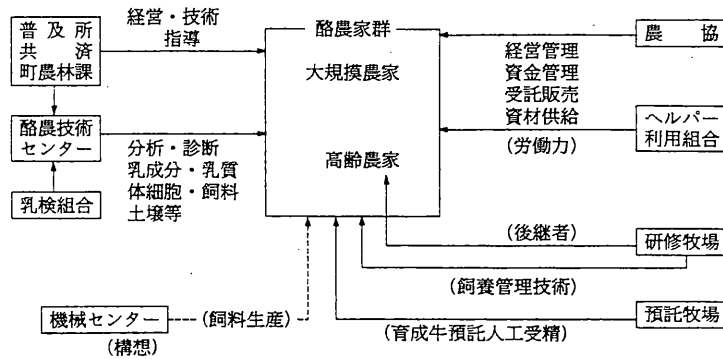 普及所
共済
町農林課
経営・技術
指導
酪農家群
大規摸農家
高齢農家
農協
経営管理
資金管理
受託販売
資材供給
(労働力)
ヘルパー
利用組合
酪農技術
センター
分析・診断
乳成分・乳質
体細胞・飼料
土壌等
乳検組合
(後継者)
研修牧場
(飼養管理技術)
機械センター
(構想)
(飼料生産)
預託牧場
(育成牛預託人工受精)